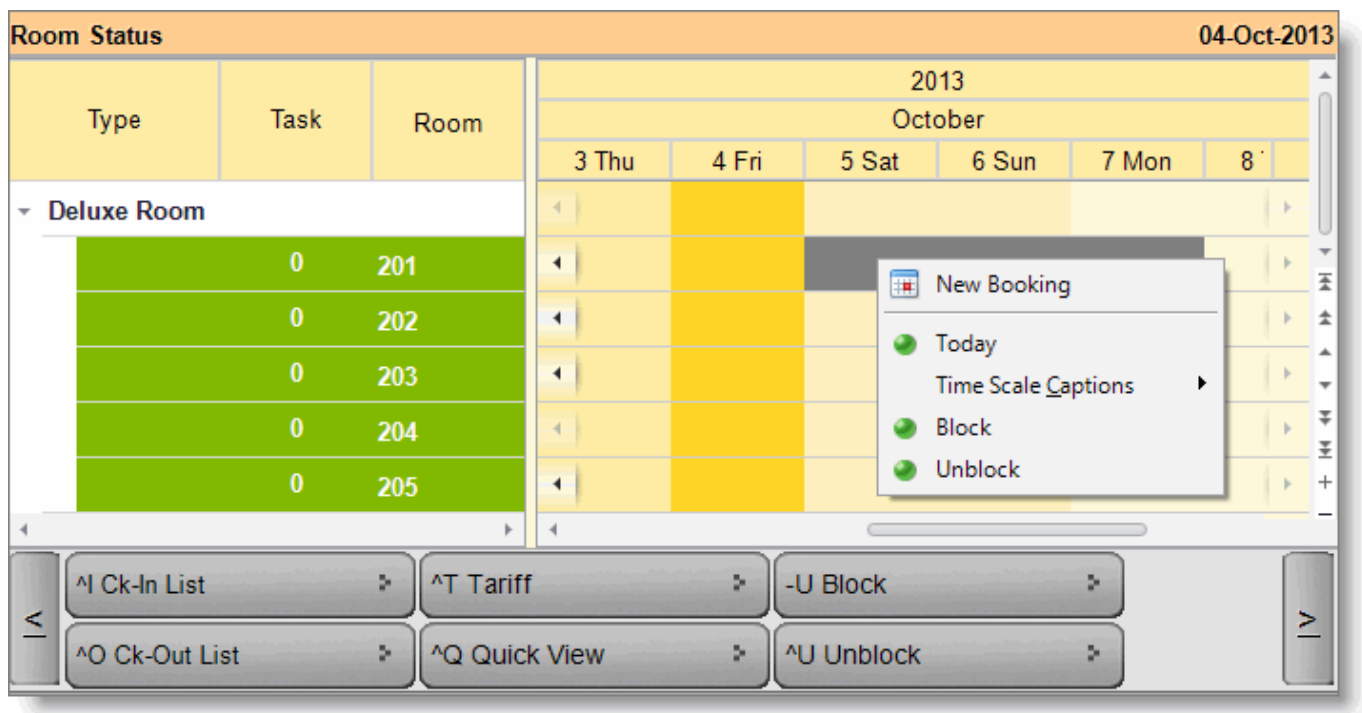 Room Status 04-Oct-2013
2013
Type Task Room October
3 Thu 4 Fri 5 Sat 6 Sun 7 Mon 8
Deluxe Room
0 201
New Booking
0 202
Today
0 203
Time Scale Captions
0 204
Block
0 205
Unblock
^I Ck-In List ^T Tariff -U Block
< >
^O Ck-Out List ^Q Quick View ^U Unblock